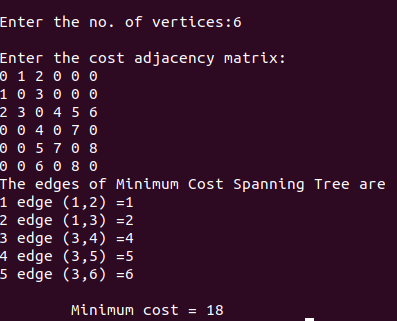 Enter the no. of vertices:6
Enter the cost adjacency matrix:
0 1 2 0 0 0
1 0 3 0 0 0
2 3 0 4 5 6
0 0 4 0 7 0
0 0 5 7 0 8
0 0 6 0 8 0
The edges of Minimum Cost Spanning Tree are
1 edge (1,2) =1
2 edge (1,3) =2
3 edge (3,4) =4
4 edge (3,5) =5
5 edge (3,6) =6
Minimum cost = 18